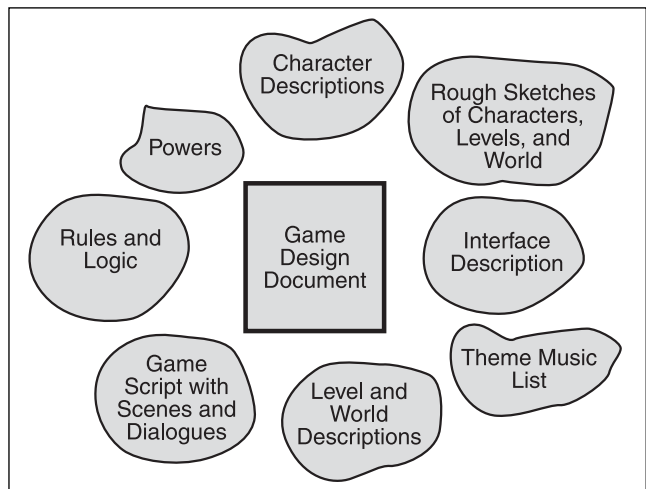 Character
Descriptions
Rough Sketches
of Characters,
Levels, and
World
Powers
Rules and
Logic
Game
Design
Document
Interface
Description
Theme Music
List
Game
Script with
Scenes and
Dialogues
Level and
World
Descriptions